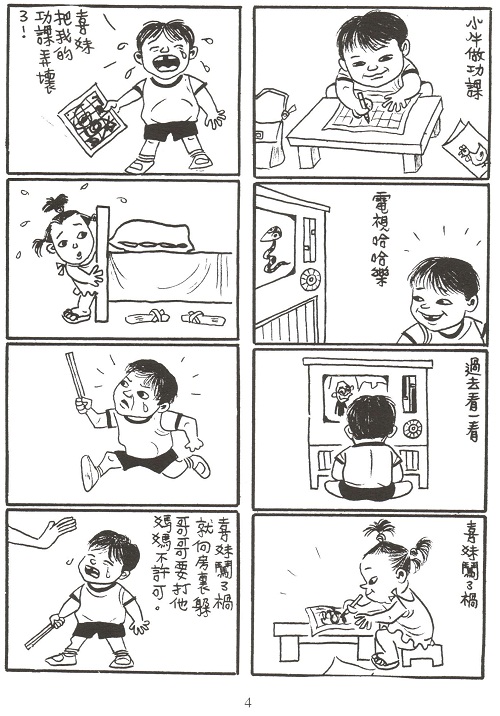 小牛做功課
電視哈哈樂
過去看一看
喜妹鬧了禍
喜妹
把我的
功課弄壞
了!
喜妹鬧了禍
就向房裏躲
哥哥要打他
媽媽不許可。
4